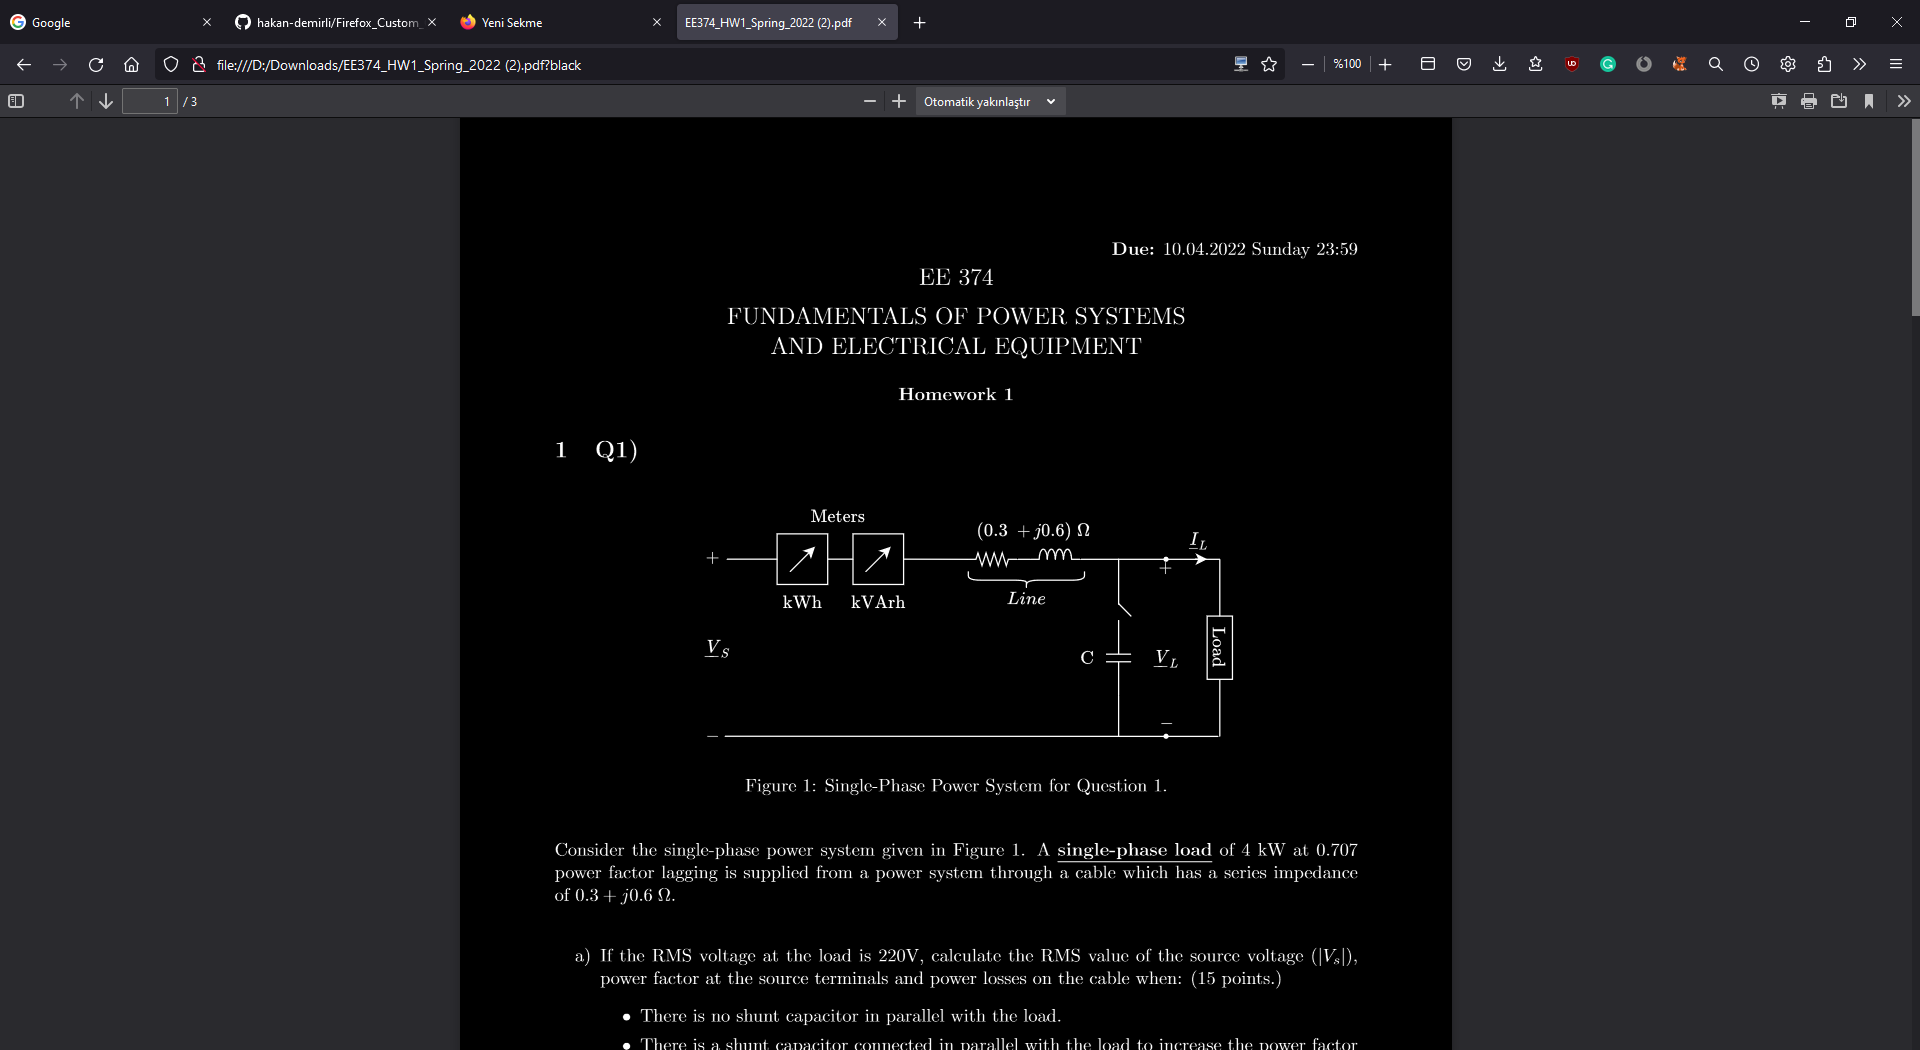 Google
hakan-demirli/Firefox_Custom_
Yeni Sekme
EE374_HW1_Spring_2022 (2).pdf
file:///D:/Downloads/EE374_HW1_Spring_2022 (2).pdf?black
%100
1 / 3
Otomatik yakınlaştır
Due: 10.04.2022 Sunday 23:59
EE 374
FUNDAMENTALS OF POWER SYSTEMS
AND ELECTRICAL EQUIPMENT
Homework 1
1 Q1)
Meters
(0.3 + j0.6) Ω
I_L
+
+
kWh
kVArh
Line
V_S
C
V_L
Load
−
−
Figure 1: Single-Phase Power System for Question 1.
Consider the single-phase power system given in Figure 1. A single-phase load of 4 kW at 0.707
power factor lagging is supplied from a power system through a cable which has a series impedance
of 0.3 + j0.6 Ω.
a) If the RMS voltage at the load is 220V, calculate the RMS value of the source voltage (|V_s|),
power factor at the source terminals and power losses on the cable when: (15 points.)
• There is no shunt capacitor in parallel with the load.
• There is a shunt capacitor connected in parallel with the load to increase the power factor